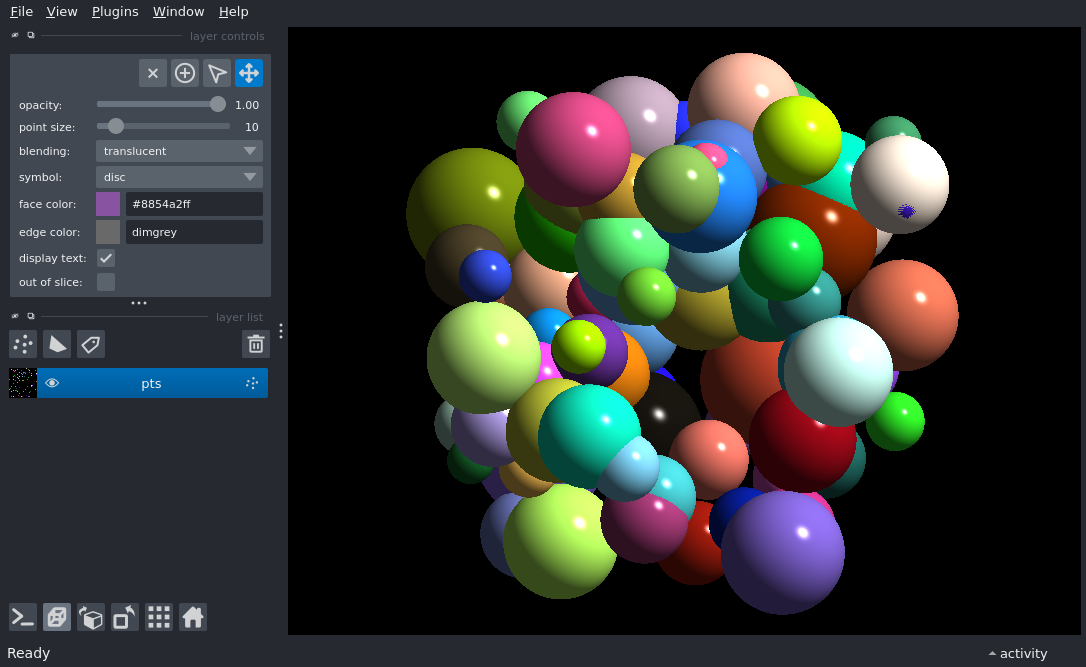 File View Plugins Window Help
layer controls
opacity: 1.00
point size: 10
blending: translucent
symbol: disc
face color: #8854a2ff
edge color: dimgrey
display text:
out of slice:
layer list
pts
Ready
activity